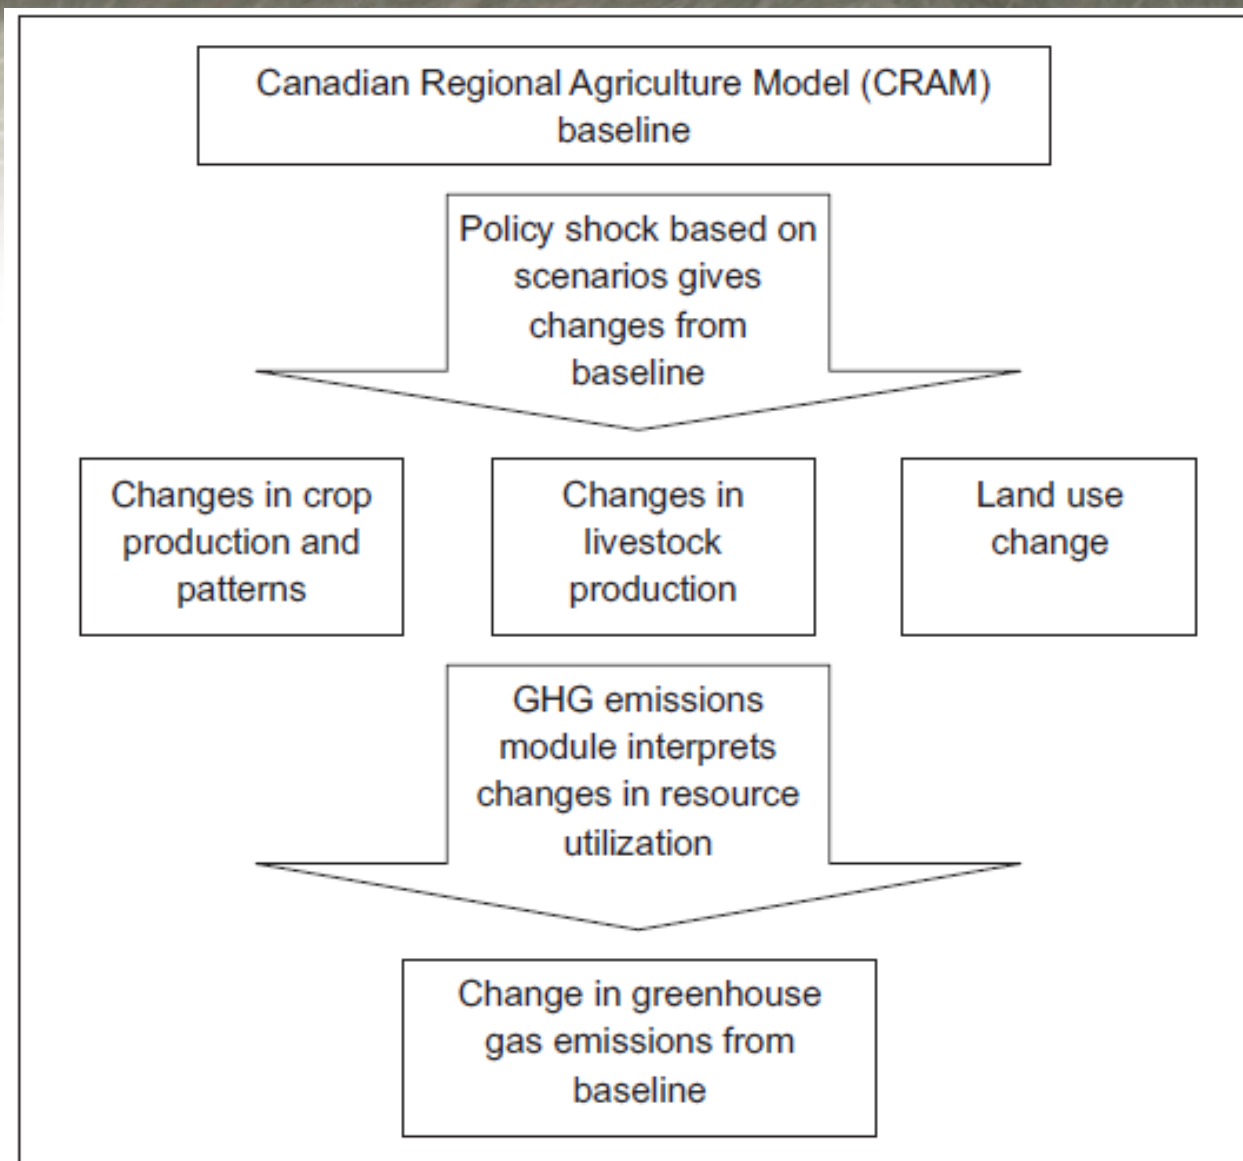 Canadian Regional Agriculture Model (CRAM)
baseline
Policy shock based on
scenarios gives
changes from
baseline
Changes in crop
production and
patterns
Changes in
livestock
production
Land use
change
GHG emissions
module interprets
changes in resource
utilization
Change in greenhouse
gas emissions from
baseline